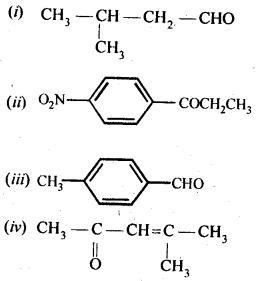 (i) CH₃ — CH — CH₂ — CHO
CH₃
(ii) O₂N COCH₂CH₃
(iii) CH₃ CHO
(iv) CH₃ — C — CH=C — CH₃
O CH₃